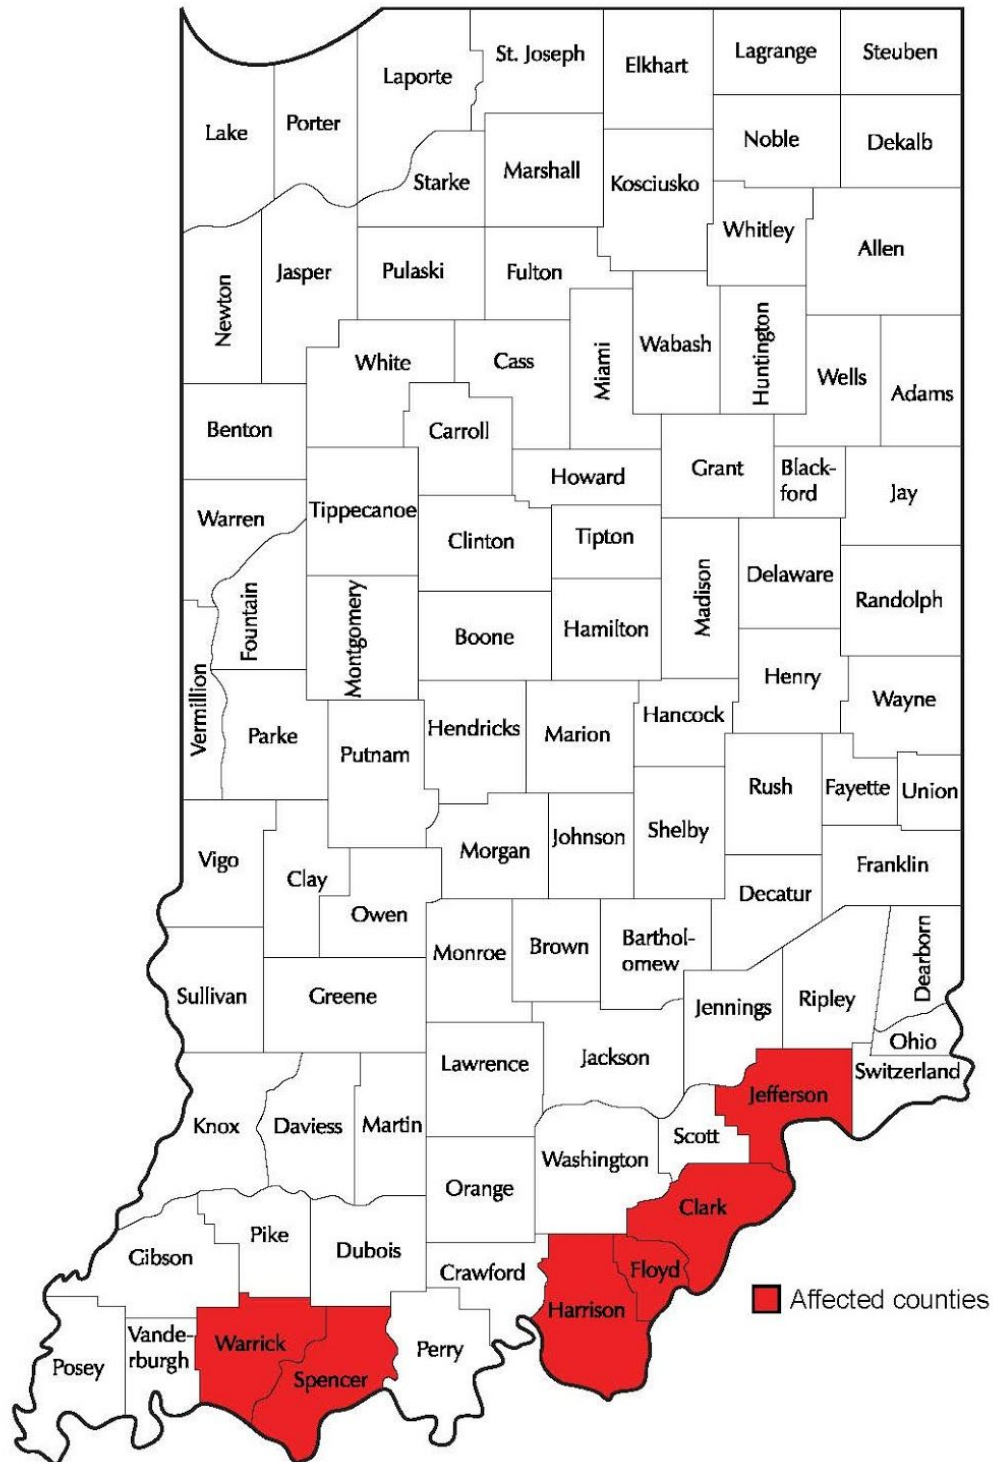 St. Joseph
Lagrange
Steuben
Elkhart
Laporte
Lake
Porter
Noble
Dekalb
Starke
Marshall
Kosciusko
Whitley
Allen
Newton
Jasper
Pulaski
Fulton
White
Cass
Miami
Wabash
Huntington
Wells
Adams
Benton
Carroll
Howard
Grant
Black-
ford
Jay
Warren
Tippecanoe
Clinton
Tipton
Madison
Delaware
Randolph
Fountain
Montgomery
Boone
Hamilton
Henry
Wayne
Vermillion
Parke
Putnam
Hendricks
Marion
Hancock
Rush
Fayette
Union
Vigo
Clay
Morgan
Johnson
Shelby
Franklin
Owen
Decatur
Monroe
Brown
Barthol-
omew
Dearborn
Sullivan
Greene
Jennings
Ripley
Ohio
Lawrence
Jackson
Switzerland
Jefferson
Knox
Daviess
Martin
Scott
Washington
Orange
Clark
Gibson
Pike
Dubois
Crawford
Floyd
Harrison
Affected counties
Posey
Vande-
rburgh
Warrick
Spencer
Perry